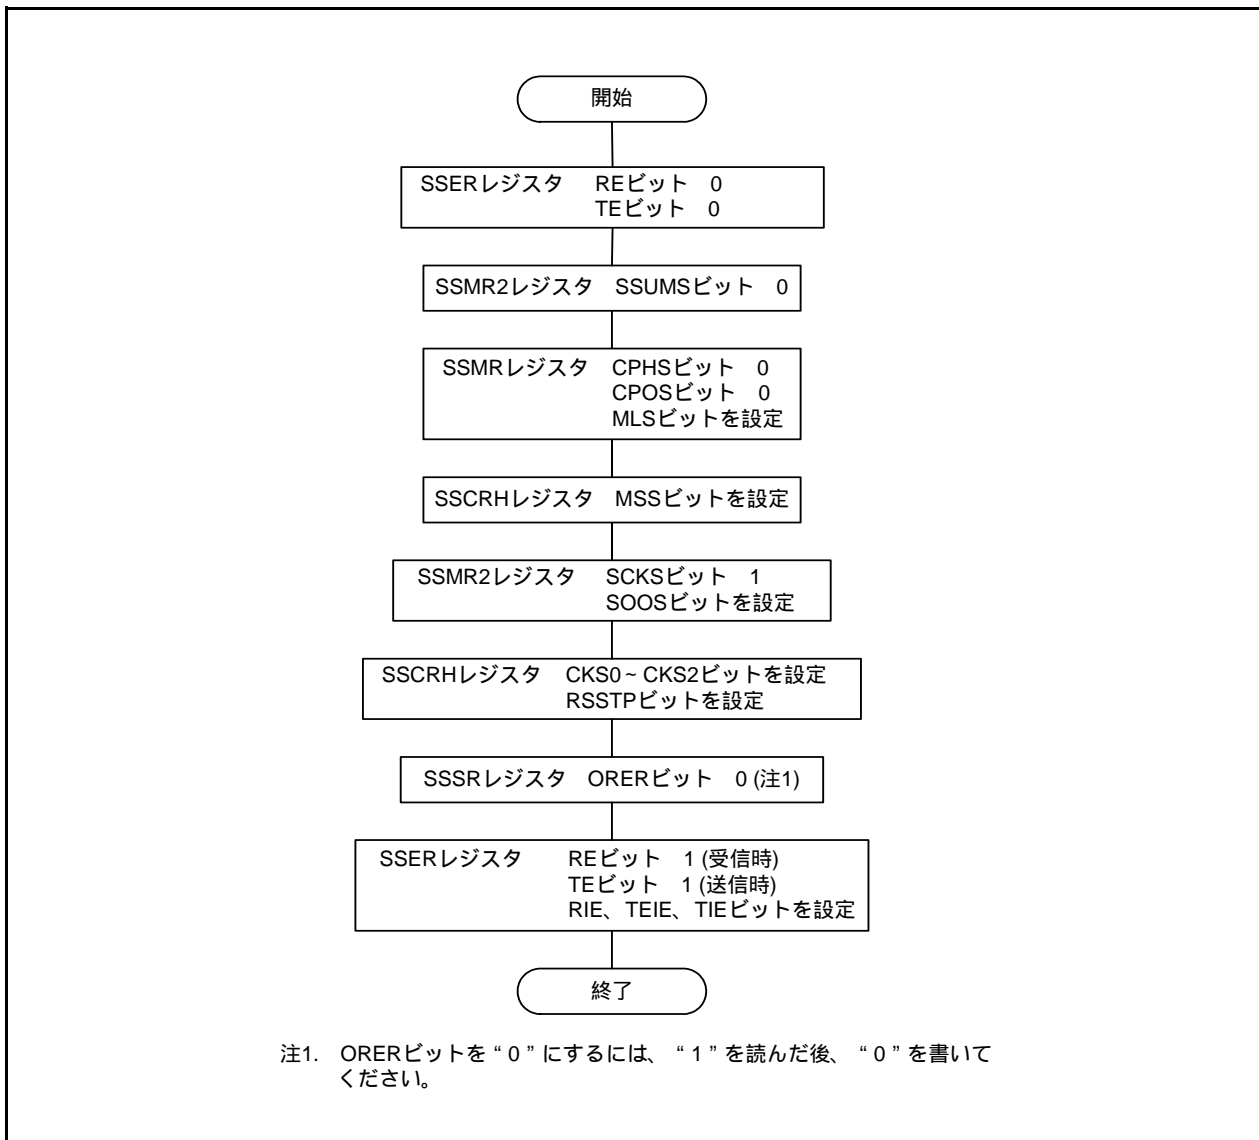 開始
SSERレジスタ REビット 0
TEビット 0
SSMR2レジスタ SSUMSビット 0
SSMRレジスタ CPHSビット 0
CPOSビット 0
MLSビットを設定
SSCRHレジスタ MSSビットを設定
SSMR2レジスタ SCKSビット 1
SOOSビットを設定
SSCRHレジスタ CKS0~CKS2ビットを設定
RSSTPビットを設定
SSSRレジスタ ORERビット 0 (注1)
SSERレジスタ REビット 1 (受信時)
TEビット 1 (送信時)
RIE、TEIE、TIEビットを設定
終了
注1. ORERビットを“0”にするには、“1”を読んだ後、“0”を書いて
ください。